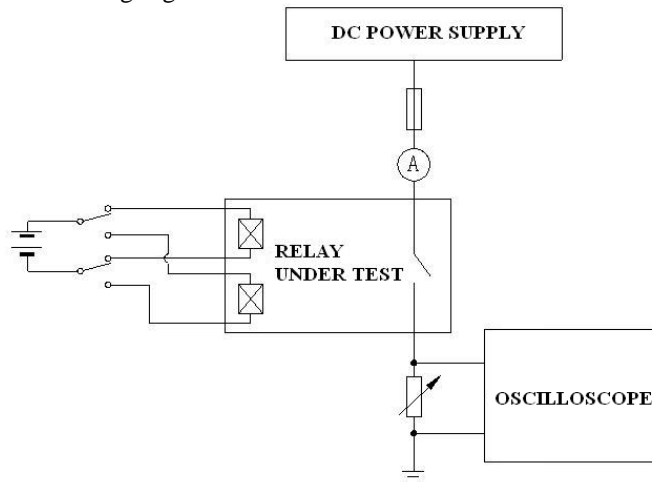 DC POWER SUPPLY
A
RELAY
UNDER TEST
OSCILLOSCOPE